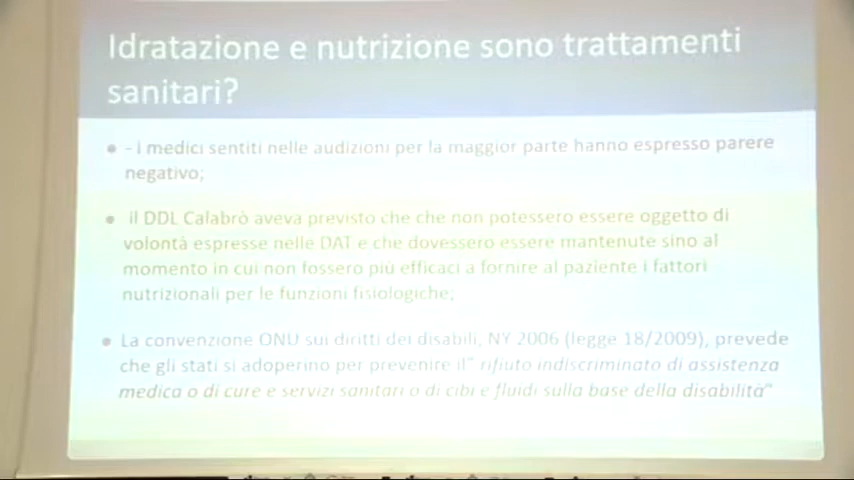 Idratazione e nutrizione sono trattamenti
sanitari?
- i medici sentiti nelle audizioni per la maggior parte hanno espresso parere
negativo;
il DDL Calabrò aveva previsto che che non potessero essere oggetto di
volontà espresse nelle DAT e che dovessero essere mantenute sino al
momento in cui non fossero più efficaci a fornire al paziente i fattori
nutrizionali per le funzioni fisiologiche;
La convenzione ONU sui diritti dei disabili, NY 2006 (legge 18/2009), prevede
che gli stati si adoperino per prevenire il" rifiuto indiscriminato di assistenza
medica o di cure e servizi sanitari o di cibi e fluidi sulla base della disabilità"